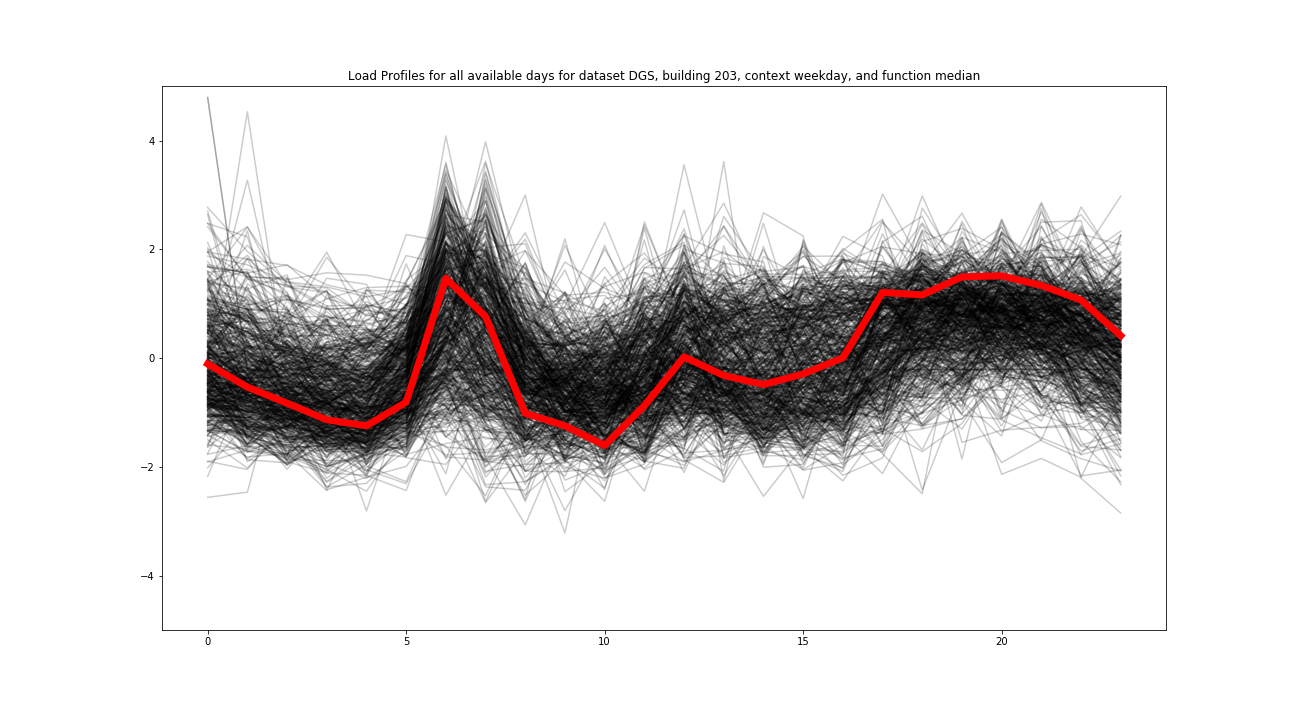 Load Profiles for all available days for dataset DGS, building 203, context weekday, and function median
4
2
0
−2
−4
0 5 10 15 20